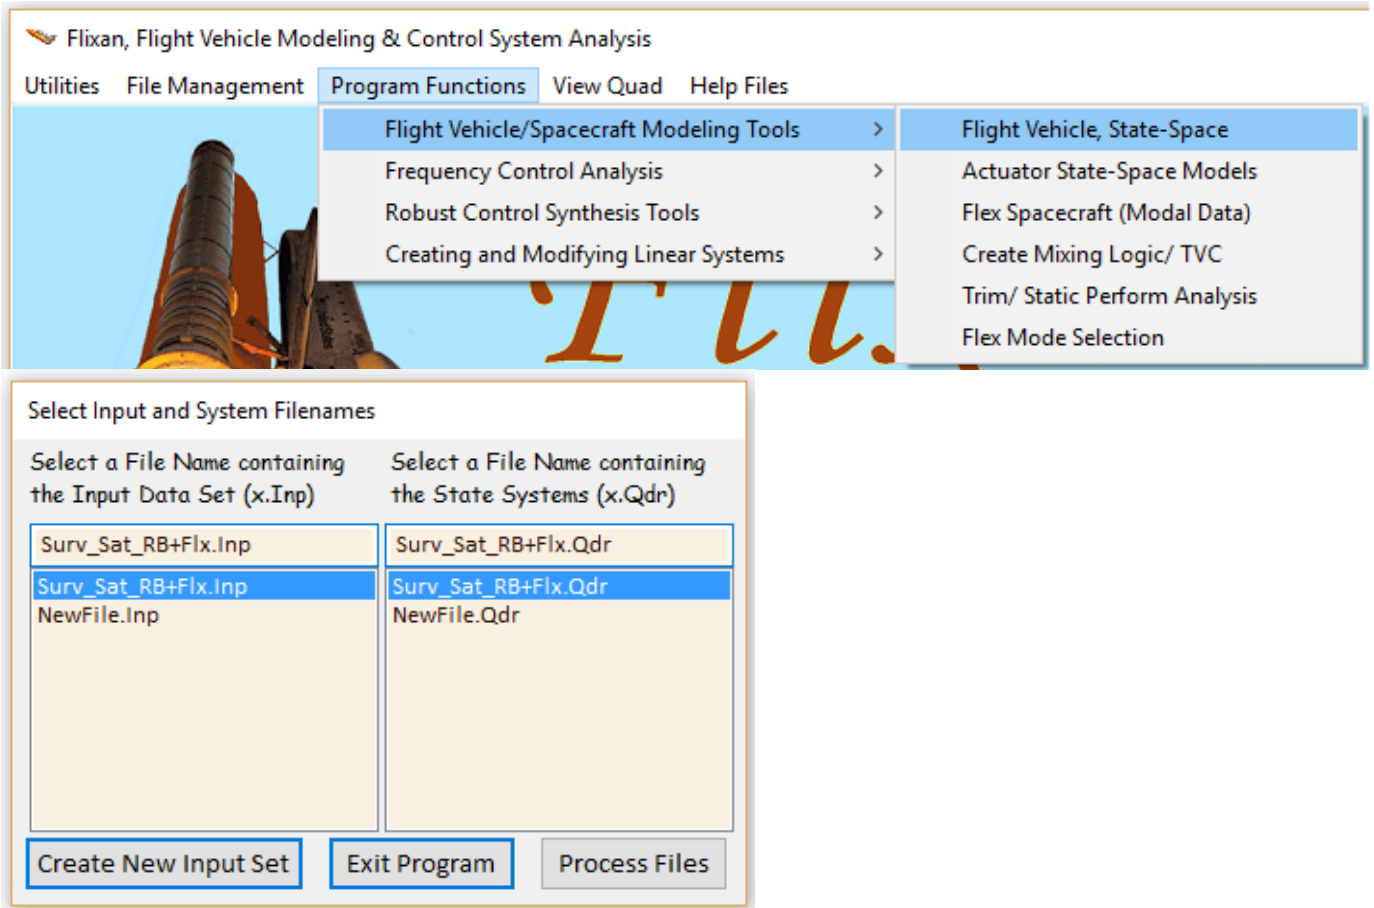 Flixan, Flight Vehicle Modeling & Control System Analysis
Utilities File Management Program Functions View Quad Help Files
Flight Vehicle/Spacecraft Modeling Tools
Frequency Control Analysis
Robust Control Synthesis Tools
Creating and Modifying Linear Systems
Flight Vehicle, State-Space
Actuator State-Space Models
Flex Spacecraft (Modal Data)
Create Mixing Logic/ TVC
Trim/ Static Perform Analysis
Flex Mode Selection
Select Input and System Filenames
Select a File Name containing
the Input Data Set (x.Inp)
Select a File Name containing
the State Systems (x.Qdr)
Surv_Sat_RB+Flx.Inp
Surv_Sat_RB+Flx.Inp
NewFile.Inp
Surv_Sat_RB+Flx.Qdr
Surv_Sat_RB+Flx.Qdr
NewFile.Qdr
Create New Input Set
Exit Program
Process Files